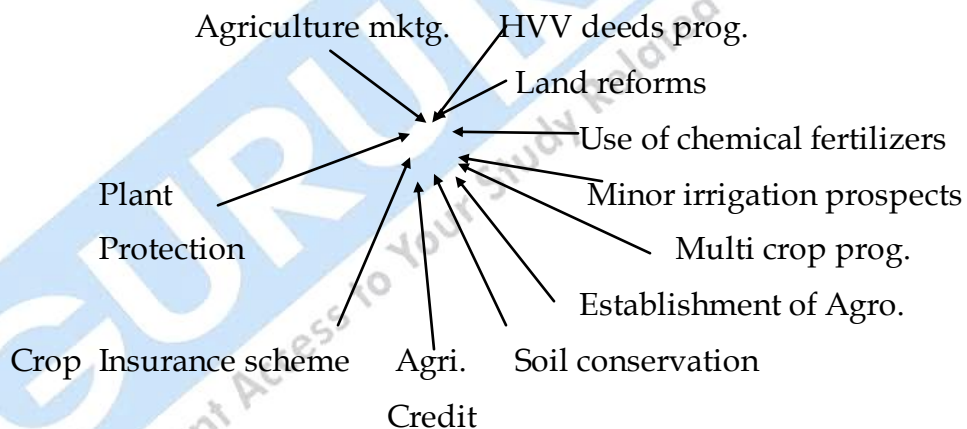 Agriculture mktg. HVV deeds prog.
Land reforms
Use of chemical fertilizers
Plant
Minor irrigation prospects
Protection
Multi crop prog.
Establishment of Agro.
Crop Insurance scheme Agri. Soil conservation
Credit